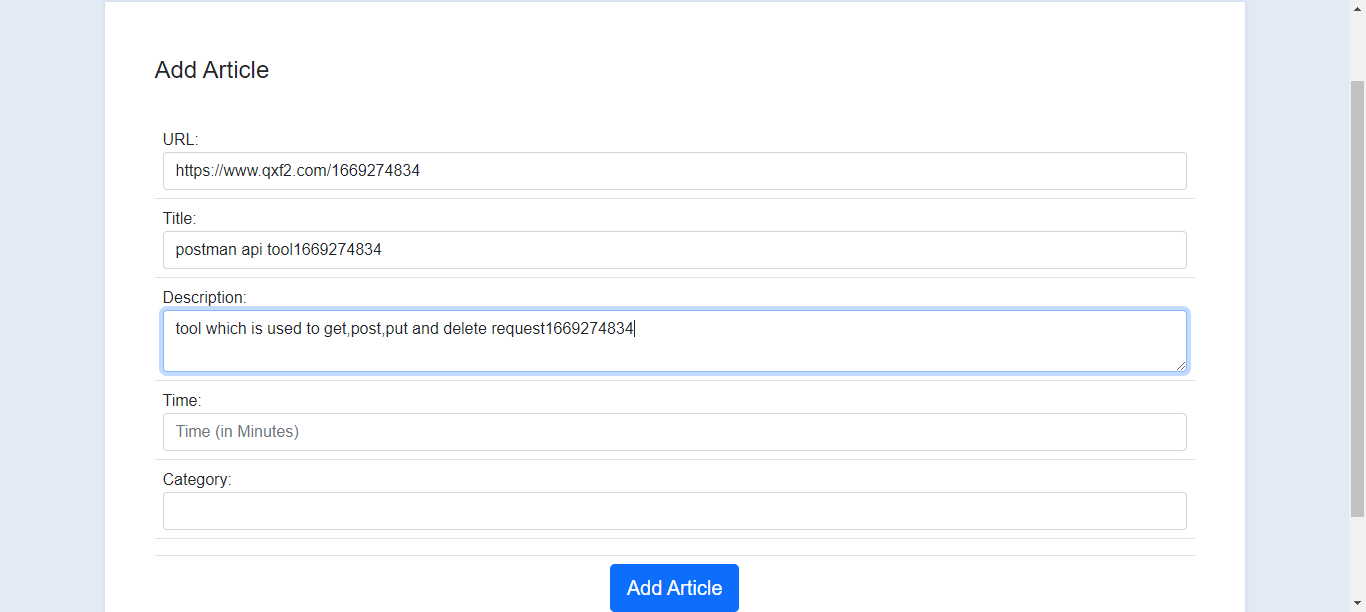 Add Article
URL:
https://www.qxf2.com/1669274834
Title:
postman api tool1669274834
Description:
tool which is used to get,post,put and delete request1669274834
Time:
Time (in Minutes)
Category:
Add Article